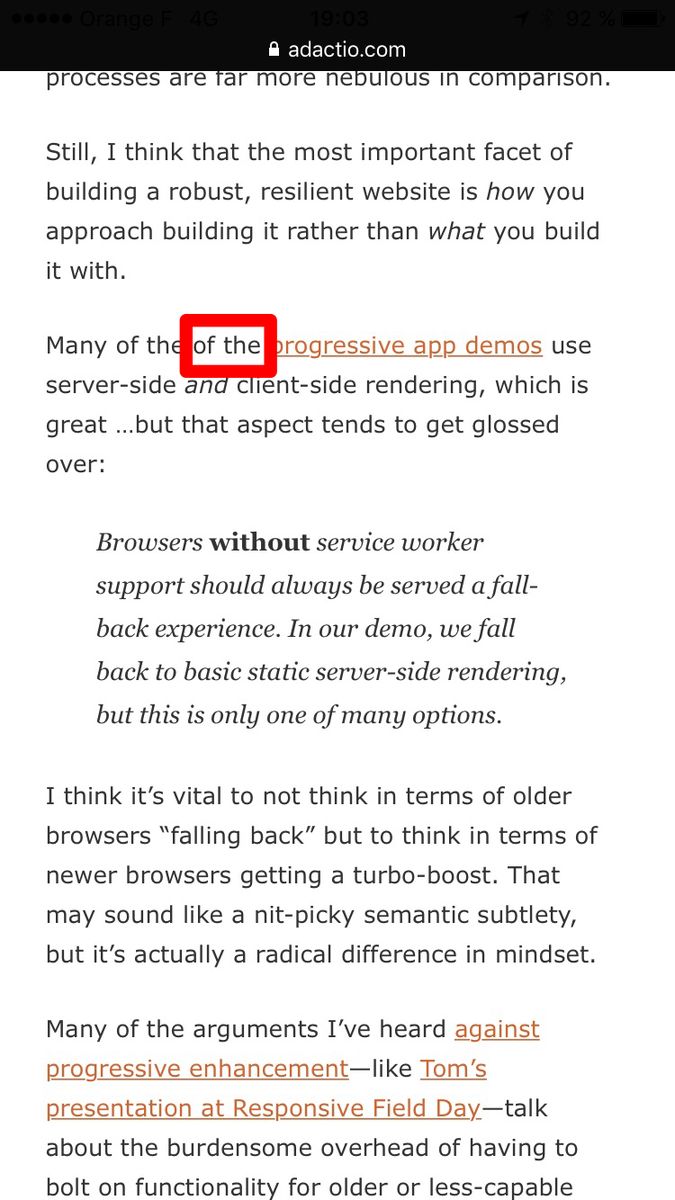 Orange F 4G 19:03 92 %
adactio.com
processes are far more nebulous in comparison.
Still, I think that the most important facet of
building a robust, resilient website is how you
approach building it rather than what you build
it with.
Many of the of the progressive app demos use
server-side and client-side rendering, which is
great …but that aspect tends to get glossed
over:
Browsers without service worker
support should always be served a fall-
back experience. In our demo, we fall
back to basic static server-side rendering,
but this is only one of many options.
I think it’s vital to not think in terms of older
browsers “falling back” but to think in terms of
newer browsers getting a turbo-boost. That
may sound like a nit-picky semantic subtlety,
but it’s actually a radical difference in mindset.
Many of the arguments I’ve heard against
progressive enhancement—like Tom’s
presentation at Responsive Field Day—talk
about the burdensome overhead of having to
bolt on functionality for older or less-capable